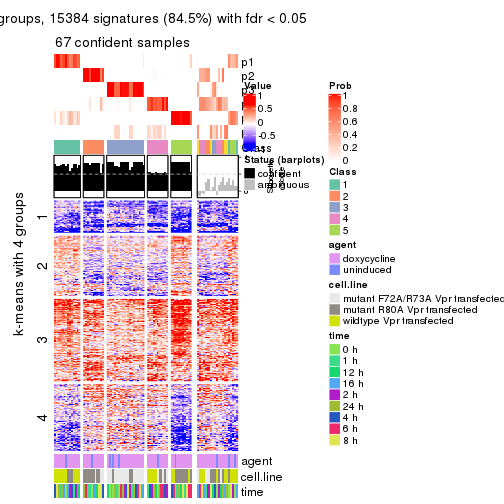 groups, 15384 signatures (84.5%) with fdr < 0.05
67 confident samples
p1
p2
p3
Value
1
0.5
0
-0.5
-1
Class
Status (barplots)
confident
ambiguous
1
2
3
4
k-means with 4 groups
agent
cell.line
time
Prob
1
0.8
0.6
0.4
0.2
0
Class
1
2
3
4
5
agent
doxycycline
uninduced
cell.line
mutant F72A/R73A Vpr transfected
mutant R80A Vpr transfected
wildtype Vpr transfected
time
0 h
1 h
12 h
16 h
2 h
24 h
4 h
6 h
8 h